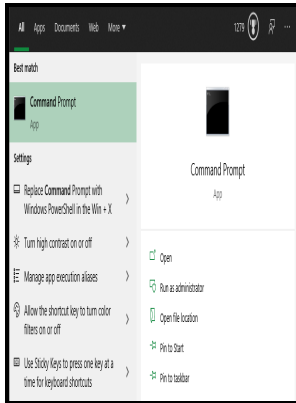 All Apps Documents Web More ▼ 1279 ...
Best match
Command Prompt
App
Settings
Replace Command Prompt with
Windows PowerShell in the Win + X
Turn high contrast on or off
Manage app execution aliases
Allow the shortcut key to turn color
filters on or off
Use Sticky Keys to press one key at a
time for keyboard shortcuts
Command Prompt
App
Open
Run as administrator
Open file location
Pin to Start
Pin to taskbar